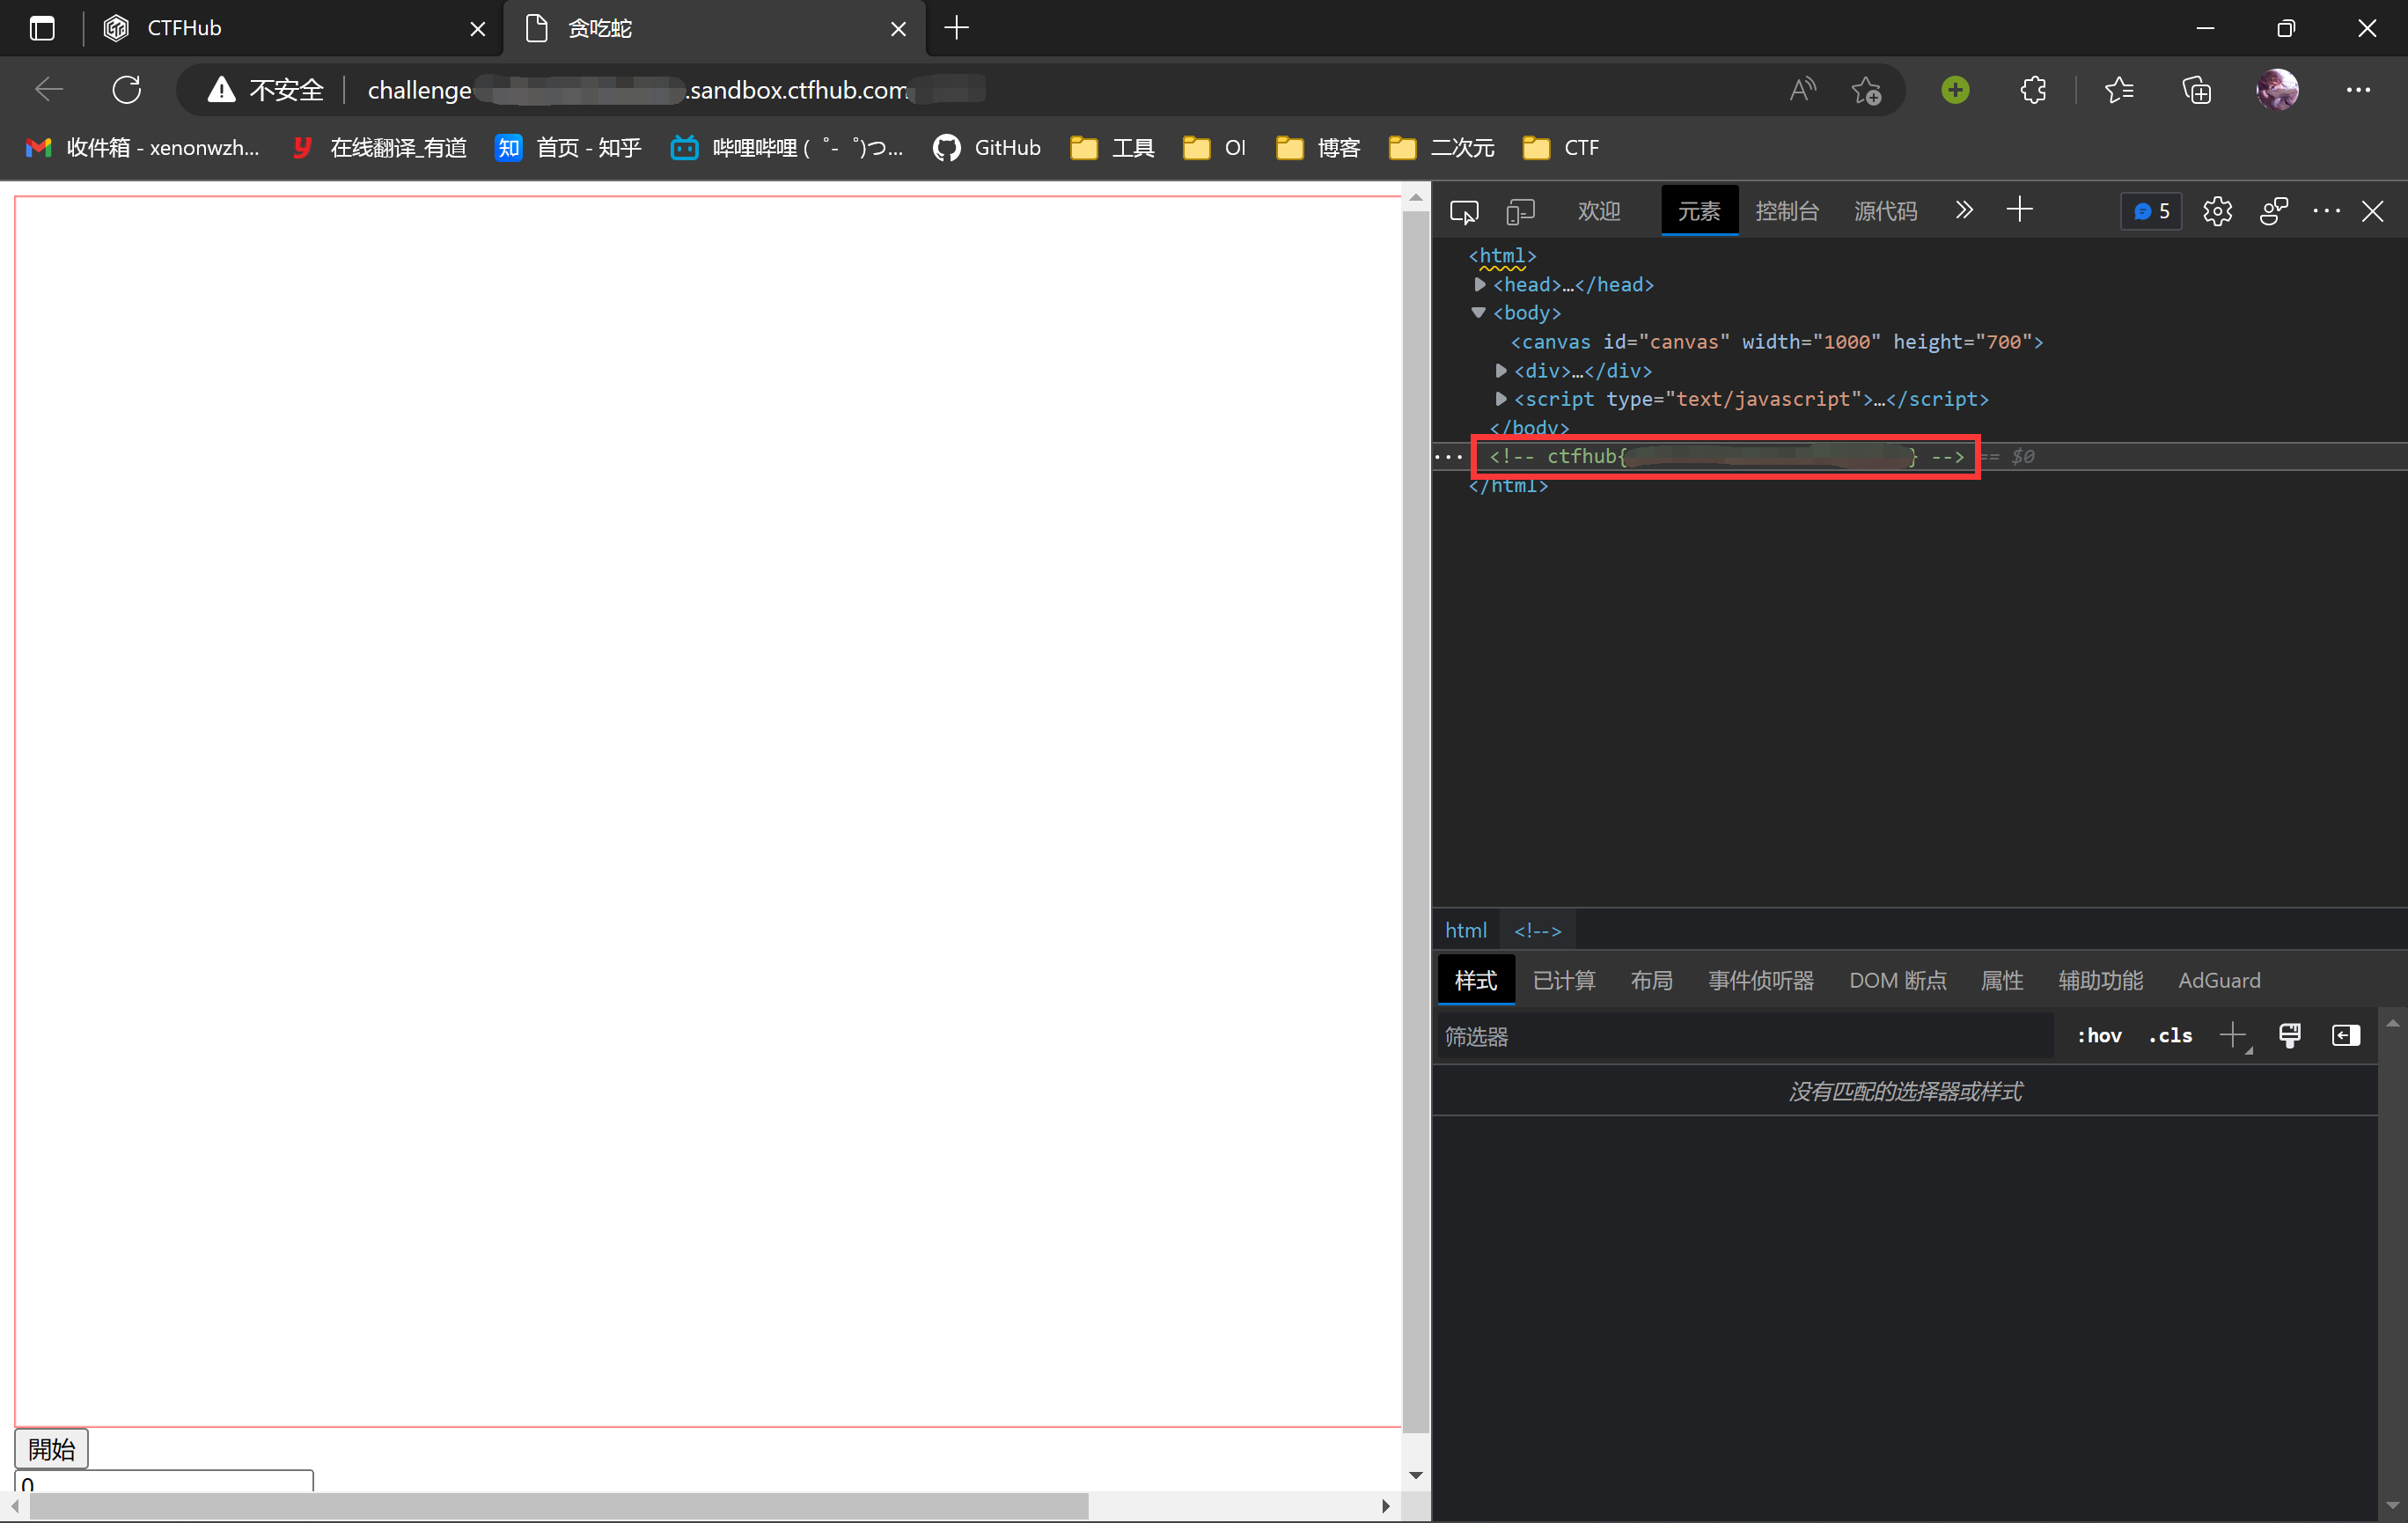 CTFHub
贪吃蛇
不安全 challenge .sandbox.ctfhub.com
收件箱 - xenonwzh... 在线翻译_有道 首页 - 知乎 哔哩哔哩 ( ゜- ゜)つ... GitHub 工具 OI 博客 二次元 CTF
欢迎 元素 控制台 源代码 5
<html>
<head>…</head>
<body>
<canvas id="canvas" width="1000" height="700">
<div>…</div>
<script type="text/javascript">…</script>
</body>
<!-- ctfhub{ } --> == $0
</html>
html <!-->
样式 已计算 布局 事件侦听器 DOM 断点 属性 辅助功能 AdGuard
筛选器 :hov .cls
没有匹配的选择器或样式
開始
0